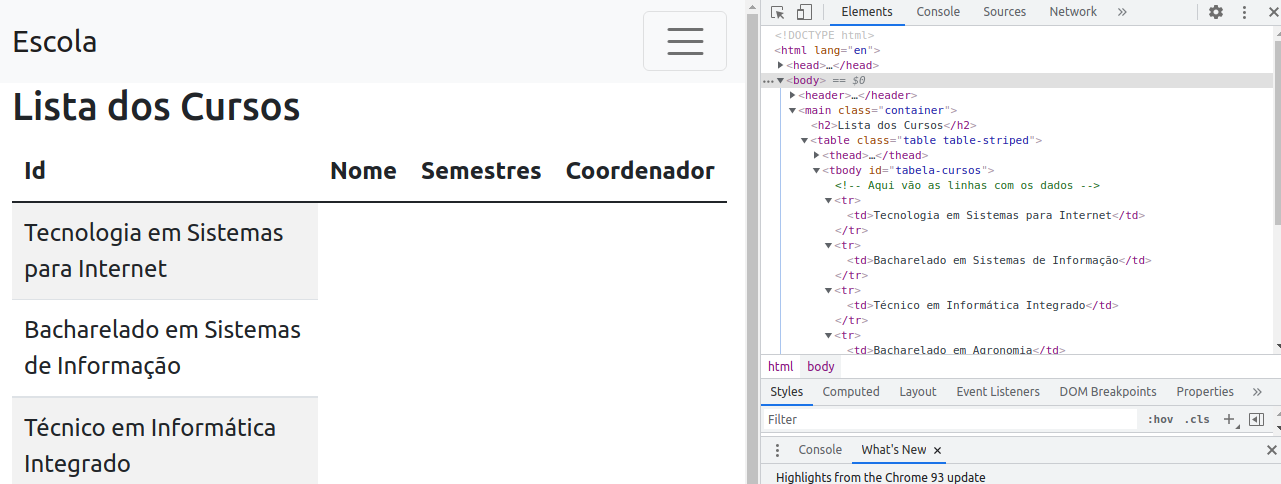 Escola
Lista dos Cursos
Id Nome Semestres Coordenador
Tecnologia em Sistemas
para Internet
Bacharelado em Sistemas
de Informação
Técnico em Informática
Integrado
Elements Console Sources Network »
<!DOCTYPE html>
<html lang="en">
<head>…</head>
<body> == $0
<header>…</header>
<main class="container">
<h2>Lista dos Cursos</h2>
<table class="table table-striped">
<thead>…</thead>
<tbody id="tabela-cursos">
<!-- Aqui vão as linhas com os dados -->
<tr>
<td>Tecnologia em Sistemas para Internet</td>
</tr>
<tr>
<td>Bacharelado em Sistemas de Informação</td>
</tr>
<tr>
<td>Técnico em Informática Integrado</td>
</tr>
<tr>
<td>Bacharelado em Agronomia</td>
html body
Styles Computed Layout Event Listeners DOM Breakpoints Properties »
Filter :hov .cls +
Console What's New ×
Highlights from the Chrome 93 update